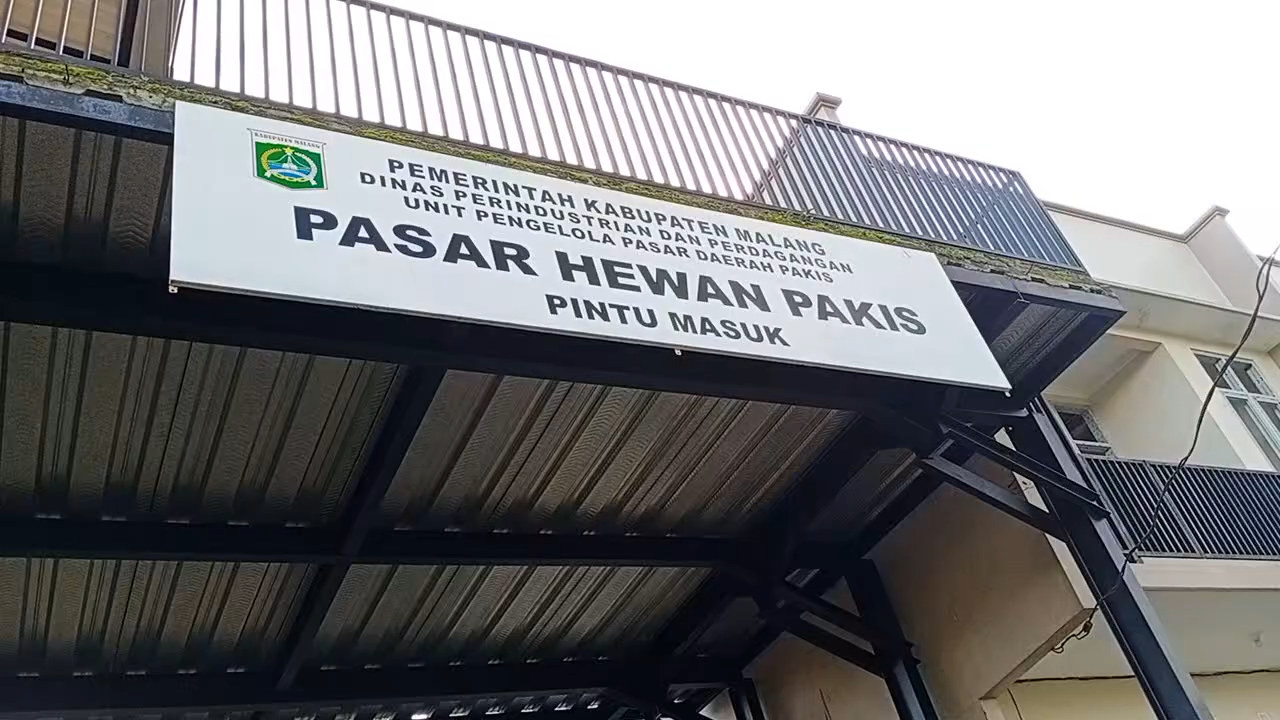 KABUPATEN MALANG
PEMERINTAH KABUPATEN MALANG
DINAS PERINDUSTRIAN DAN PERDAGANGAN
UNIT PENGELOLA PASAR DAERAH PAKIS
PASAR HEWAN PAKIS
PINTU MASUK